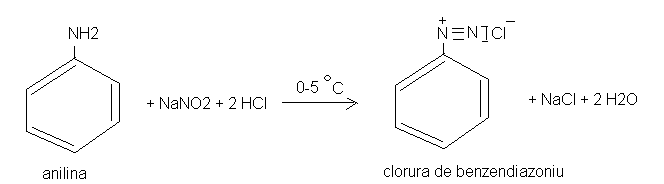 NH2
+ NaNO2 + 2 HCl
0-5 °C
N⁺≡N] Cl⁻
+ NaCl + 2 H2O
anilina
clorura de benzendiazoniu